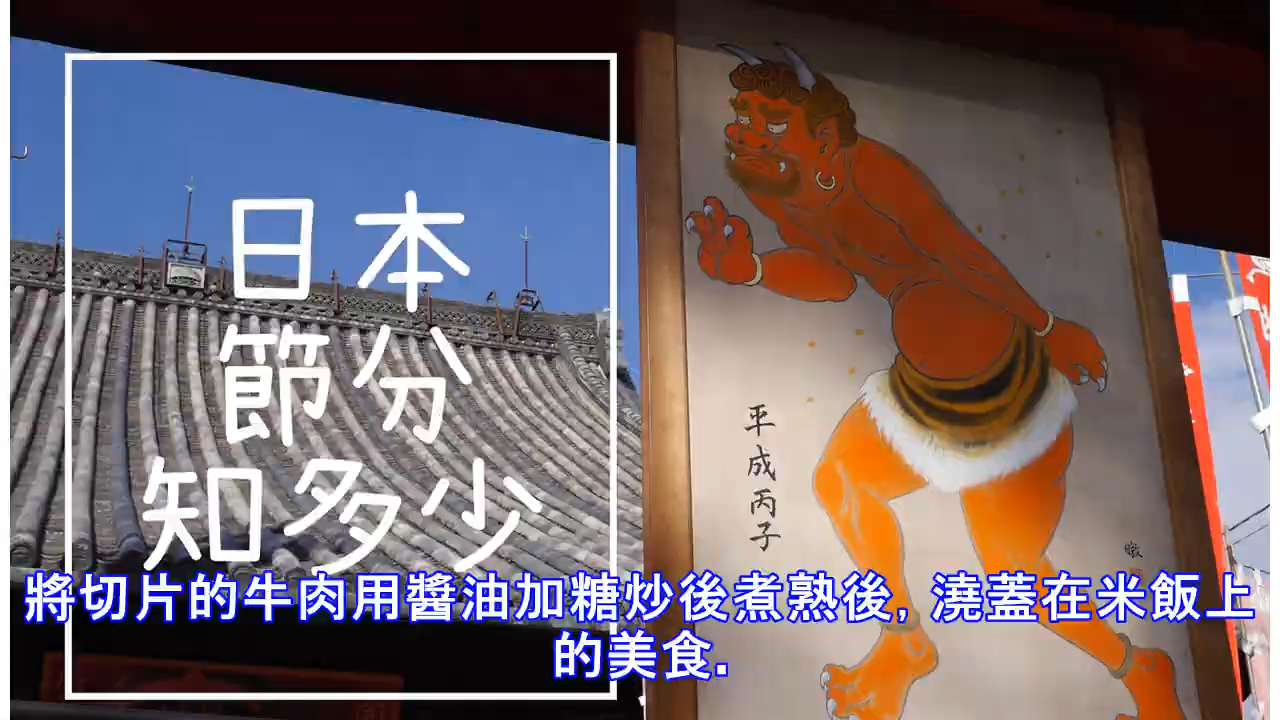 日本
節分
知多少
平成丙子
將切片的牛肉用醬油加糖炒後煮熟後, 澆蓋在米飯上
的美食.